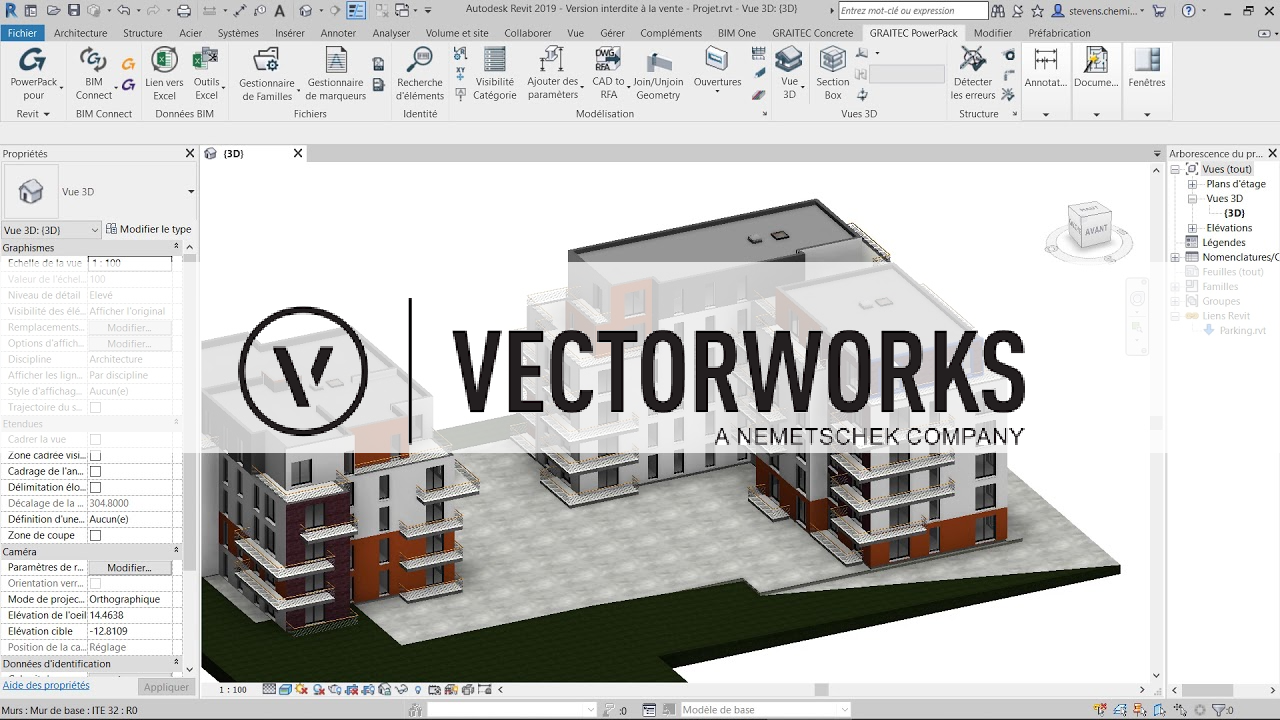 Autodesk Revit 2019 - Version interdite à la vente - Projet.rvt - Vue 3D: {3D}
Entrez mot-clé ou expression
stevens.chemi...
Fichier Architecture Structure Acier Systèmes Insérer Annoter Analyser Volume et site Collaborer Vue Gérer Compléments BIM One GRAITEC Concrete GRAITEC PowerPack Modifier Préfabrication
PowerPack pour
BIM Connect
Lien vers Excel
Outils Excel
Gestionnaire de Familles
Gestionnaire de marqueurs
Recherche d'éléments
Visibilité Catégorie
Ajouter des paramètres
CAD to RFA
Join/Unjoin Geometry
Ouvertures
Vue 3D
Section Box
Détecter les erreurs
Annotat...
Docume...
Fenêtres
Revit BIM Connect Données BIM Fichiers Identité Modélisation Vues 3D Structure
Propriétés
Vue 3D
Vue 3D: {3D}
Modifier le type
Graphismes
Echelle de la vue 1 : 100
Valeur de l'échel... 100
Niveau de détail Elevé
Visibilité des élé... Afficher l'original
Remplacements... Modifier...
Options d'affich... Modifier...
Discipline Architecture
Afficher les lign... Par discipline
Style d'affichag... Aucun(e)
Trajectoire du s...
Etendues
Cadrer la vue
Zone cadrée visi...
Cadrage de l'an...
Délimitation élo...
Décalage de la ... 304.8000
Définition d'une... Aucun(e)
Zone de coupe
Caméra
Paramètres de r... Modifier...
Orientation verr...
Mode de projec... Orthographique
Elévation de l'oeil 14.4638
Elévation cible -12.8109
Position de la ca... Réglage
Données d'identification
Aide des propriétés
Appliquer
{3D}
HAUT
AVANT
V
VECTORWORKS
A NEMETSCHEK COMPANY
Arborescence du pr...
Vues (tout)
Plans d'étage
Vues 3D
{3D}
Elévations
Légendes
Nomenclatures/C
Feuilles (tout)
Familles
Groupes
Liens Revit
Parking.rvt
1 : 100
Murs : Mur de base : ITE 32 : R0
:0
Modèle de base
:0